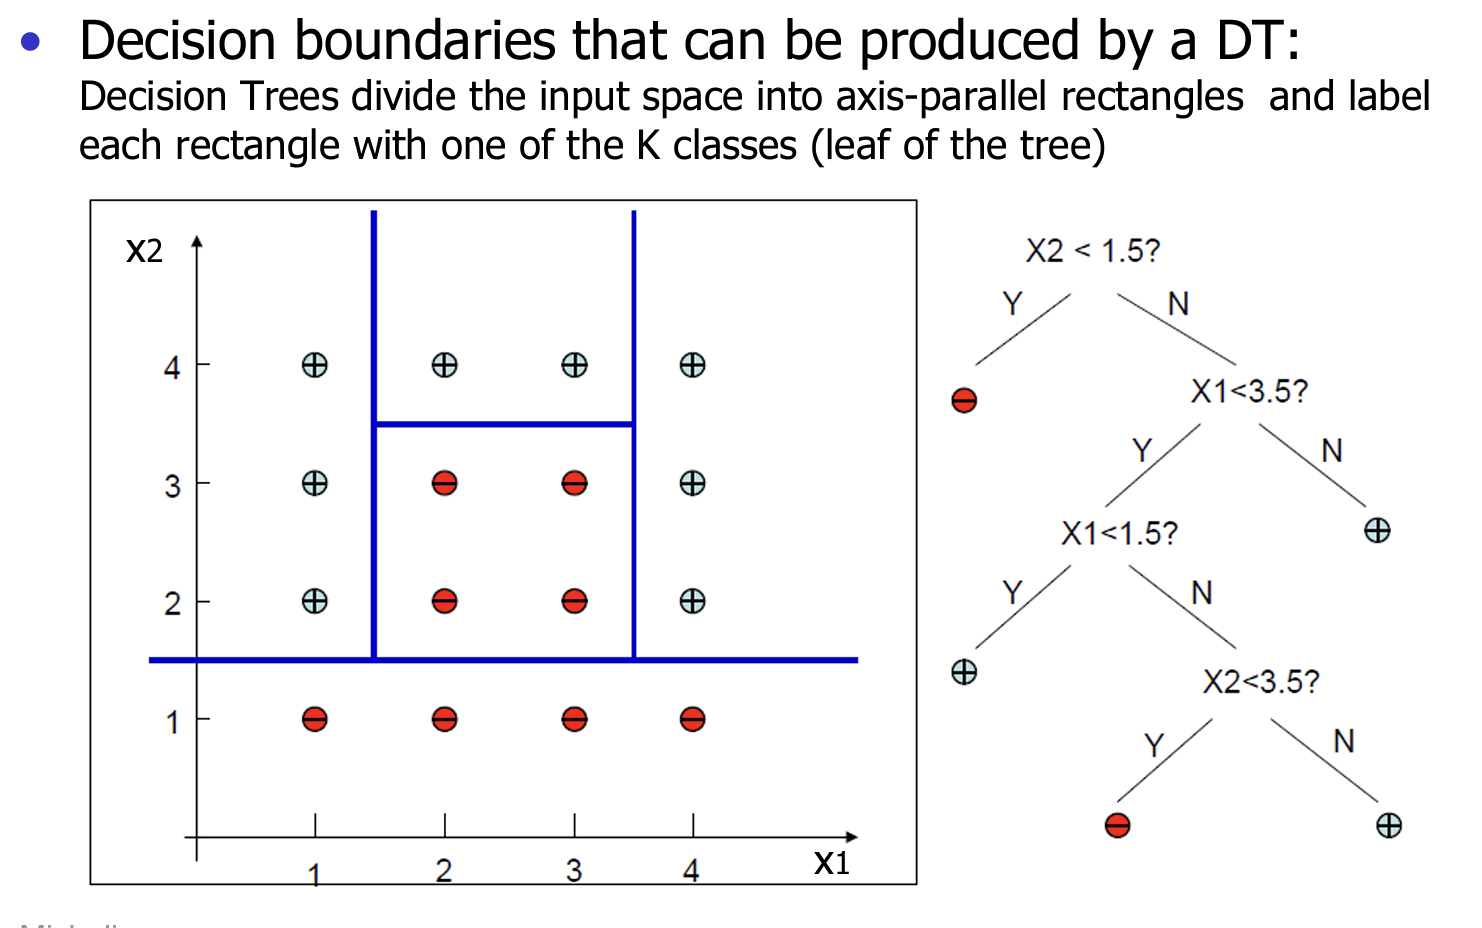 • Decision boundaries that can be produced by a DT:
Decision Trees divide the input space into axis-parallel rectangles and label
each rectangle with one of the K classes (leaf of the tree)
X2
4
3
2
1
1 2 3 4
X1
X2 < 1.5?
Y N
X1<3.5?
Y N
X1<1.5?
Y N
X2<3.5?
Y N